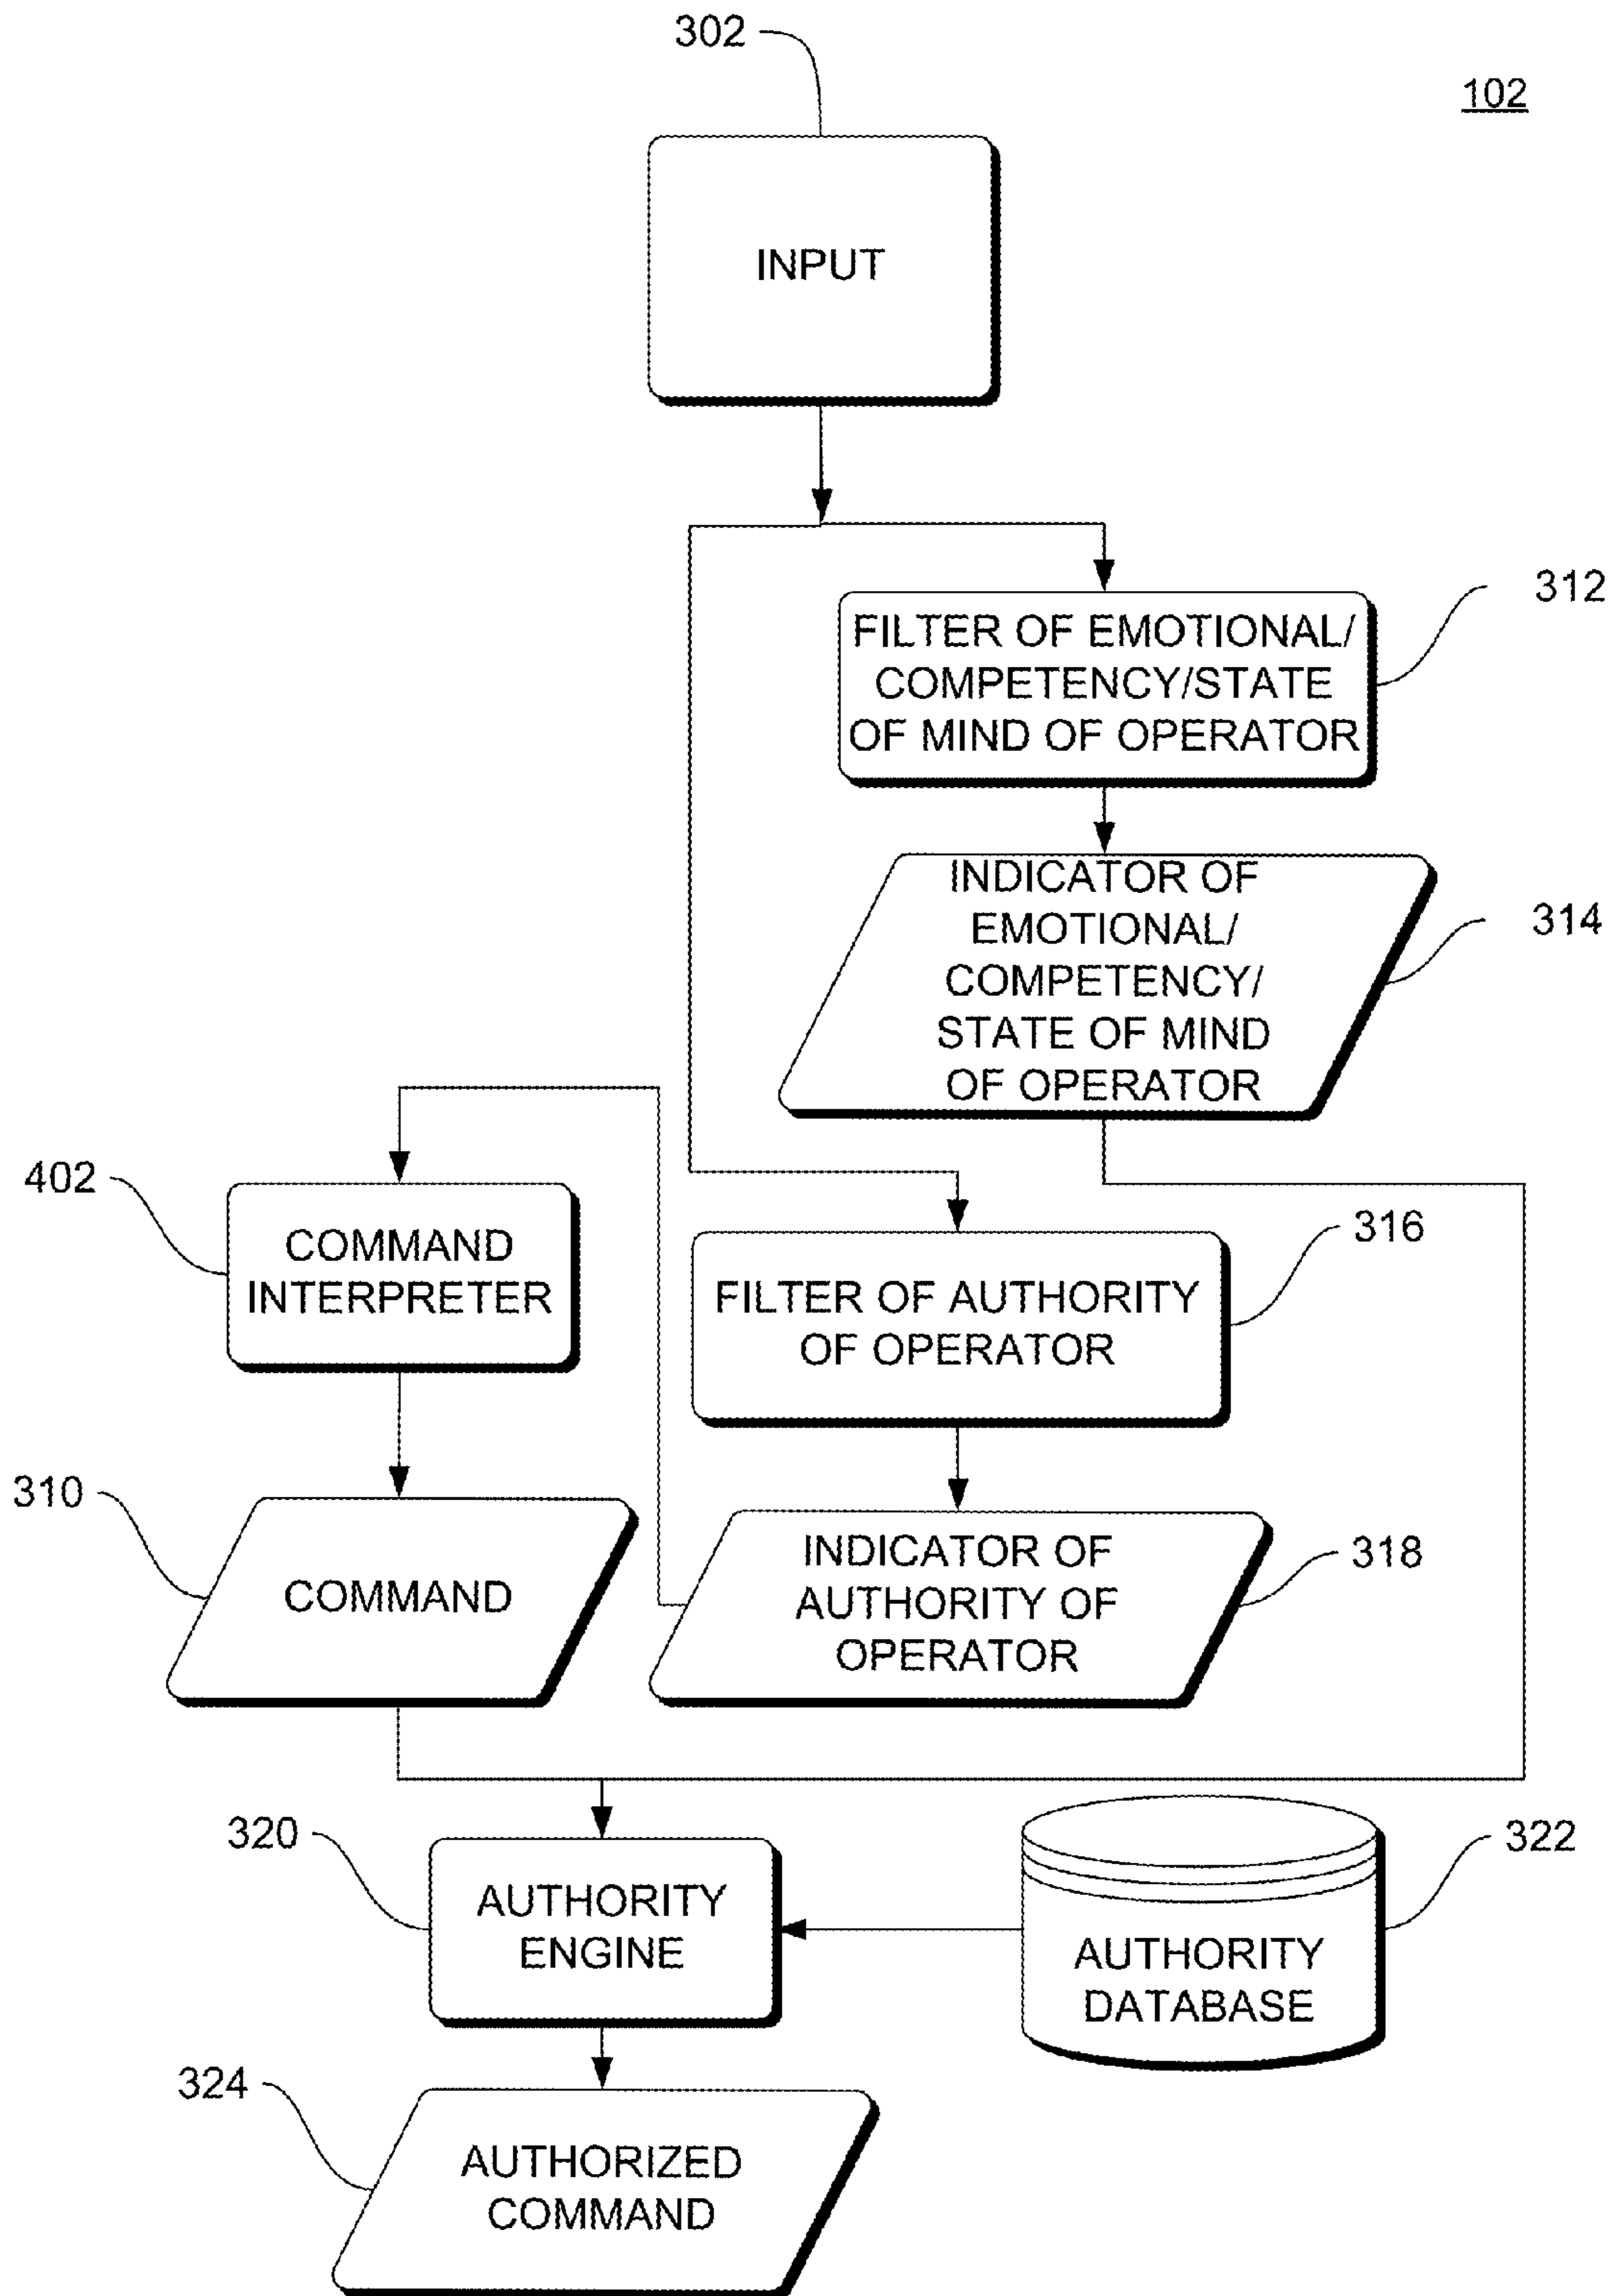 302
102
INPUT
312
FILTER OF EMOTIONAL/
COMPETENCY/STATE
OF MIND OF OPERATOR
INDICATOR OF
EMOTIONAL/
COMPETENCY/
STATE OF MIND
OF OPERATOR
314
402
COMMAND
INTERPRETER
316
FILTER OF AUTHORITY
OF OPERATOR
310
COMMAND
INDICATOR OF
AUTHORITY OF
OPERATOR
318
320
AUTHORITY
ENGINE
322
AUTHORITY
DATABASE
324
AUTHORIZED
COMMAND